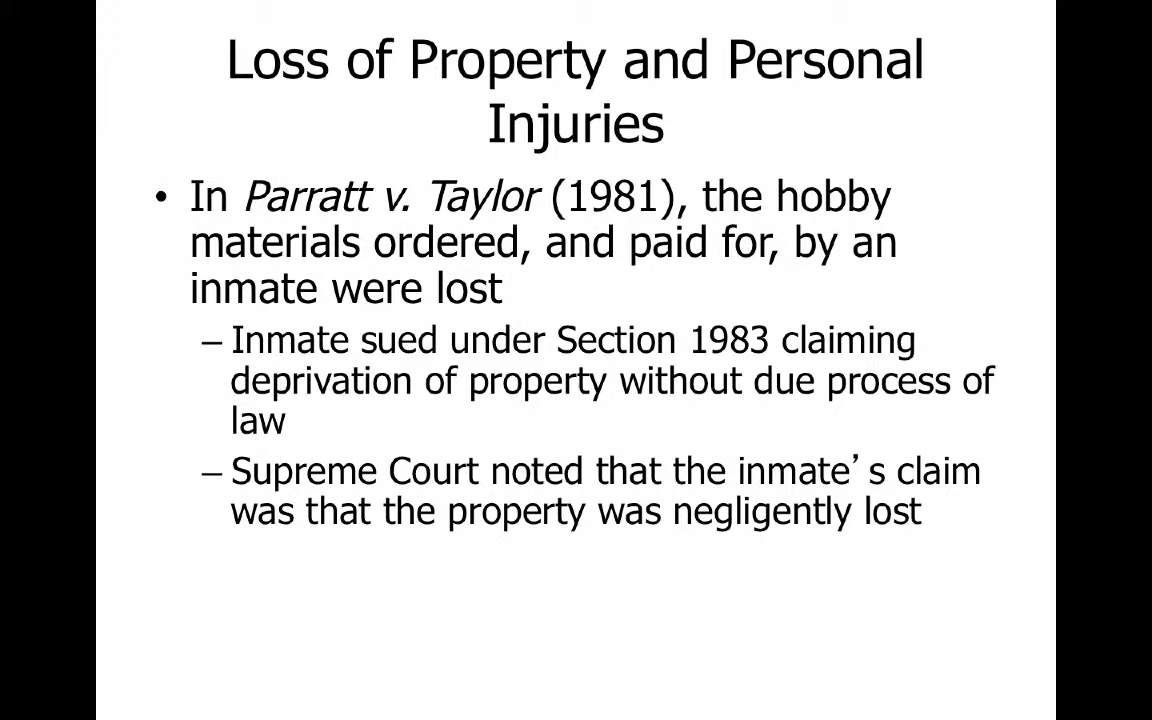 Loss of Property and Personal
Injuries
• In Parratt v. Taylor (1981), the hobby
materials ordered, and paid for, by an
inmate were lost
– Inmate sued under Section 1983 claiming
deprivation of property without due process of
law
– Supreme Court noted that the inmate’s claim
was that the property was negligently lost